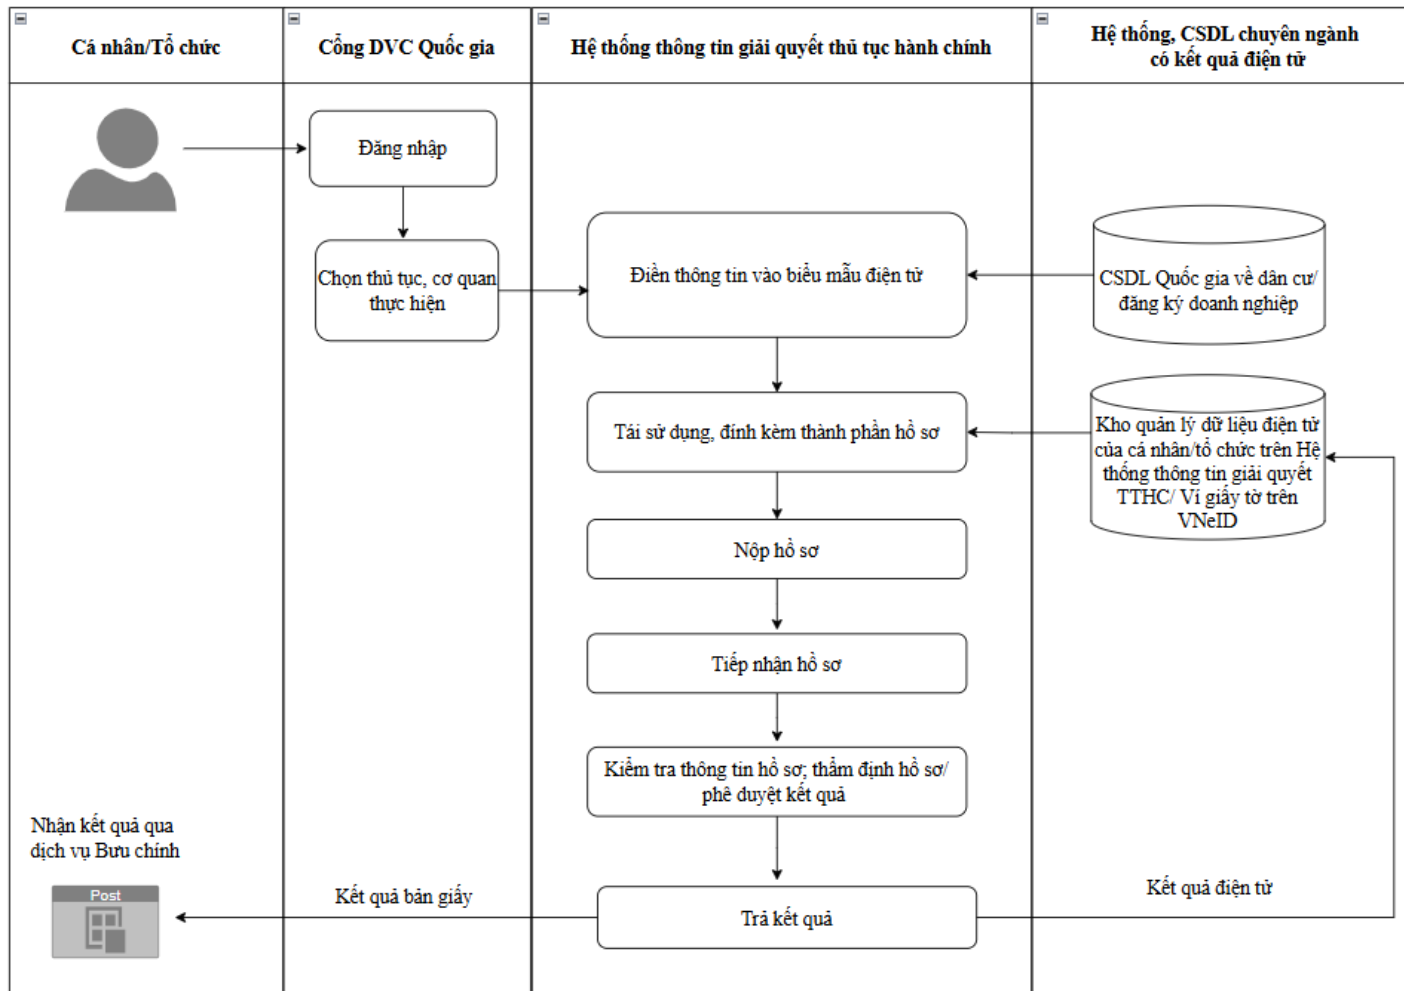 Cá nhân/Tổ chức
Cổng DVC Quốc gia
Hệ thống thông tin giải quyết thủ tục hành chính
Hệ thống, CSDL chuyên ngành
có kết quả điện tử
Đăng nhập
Chọn thủ tục, cơ quan
thực hiện
Điền thông tin vào biểu mẫu điện tử
CSDL Quốc gia về dân cư/
đăng ký doanh nghiệp
Tái sử dụng, đính kèm thành phần hồ sơ
Kho quản lý dữ liệu điện tử
của cá nhân/tổ chức trên Hệ
thống thông tin giải quyết
TTHC/ Ví giấy tờ trên
VNeID
Nộp hồ sơ
Tiếp nhận hồ sơ
Kiểm tra thông tin hồ sơ; thẩm định hồ sơ/
phê duyệt kết quả
Nhận kết quả qua
dịch vụ Bưu chính
Post
Kết quả bản giấy
Trả kết quả
Kết quả điện tử